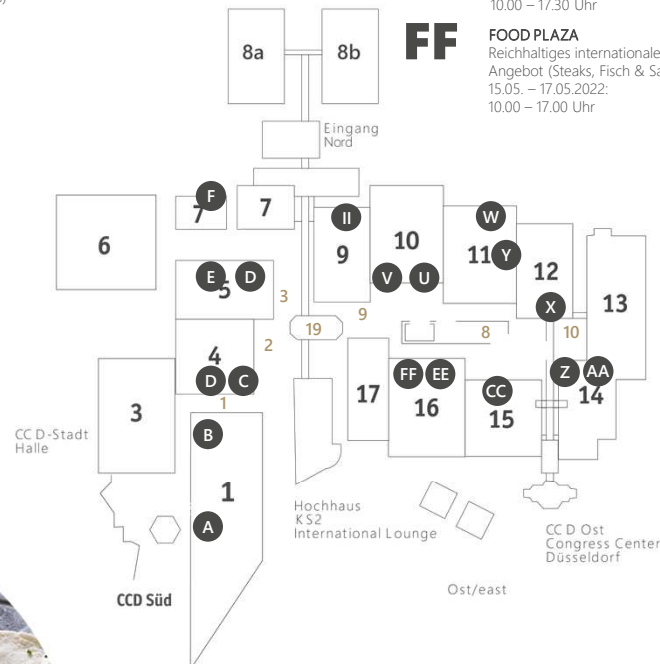 10.00 – 17.30 Uhr
FF
FOOD PLAZA
Reichhaltiges internationale
Angebot (Steaks, Fisch & Sa
15.05. – 17.05.2022:
10.00 – 17.00 Uhr
8a
8b
Eingang
Nord
F
7
7
II
9
10
V
U
W
11
Y
12
X
13
6
E
D
5
3
9
19
8
10
2
4
D
C
1
3
CCD-Stadt
Halle
B
1
A
CCD Süd
17
FF
EE
16
CC
15
Z
AA
14
Hochhaus
KS2
International Lounge
CCD Ost
Congress Center
Düsseldorf
Ost/east